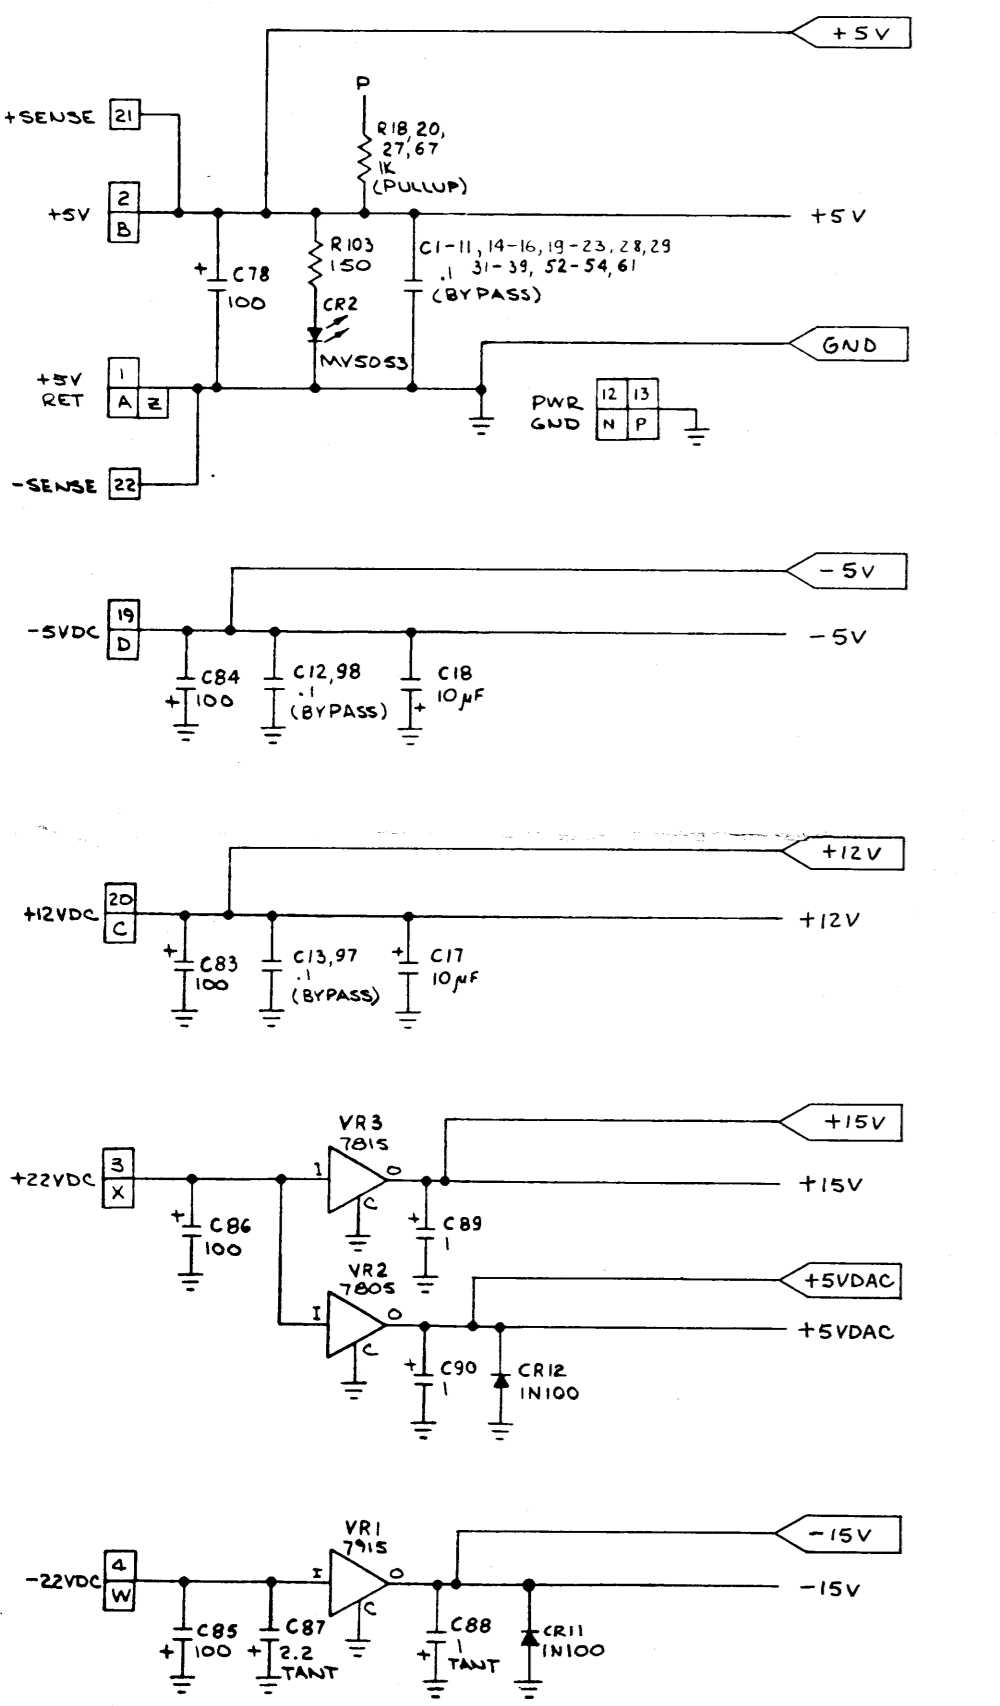 +5V
P
+SENSE 21
R18, 20,
27, 67
1K
(PULLUP)
+5V 2 B
+5V
+ C78
100
R103
150
C1-11, 14-16, 19-23, 28, 29
31-39, 52-54, 61
.1
(BYPASS)
CR2
MV5053
GND
+5V
RET
1
A Z
PWR
GND
12 13
N P
-SENSE 22
-5V
-5VDC 19 D
-5V
C84
+ 100
C12, 98
.1
(BYPASS)
C18
10µF
+
+12V
+12VDC 20 C
+12V
+ C83
100
C13, 97
.1
(BYPASS)
+ C17
10µF
+15V
VR3
7815
+22VDC 3 X
I O
C
+15V
+ C86
100
+ C89
1
VR2
7805
+5VDAC
I O
C
+5VDAC
+ C90
1
CR12
1N100
VR1
7915
-15V
-22VDC 4 W
I O
C
-15V
C85
+ 100
C87
+ 2.2
TANT
C88
1
+ TANT
CR11
1N100